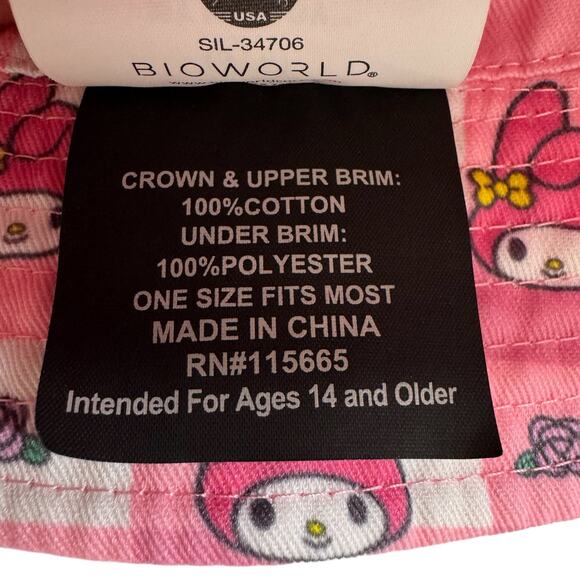 USA
SIL-34706
BIOWORLD®
CROWN & UPPER BRIM:
100%COTTON
UNDER BRIM:
100%POLYESTER
ONE SIZE FITS MOST
MADE IN CHINA
RN#115665
Intended For Ages 14 and Older